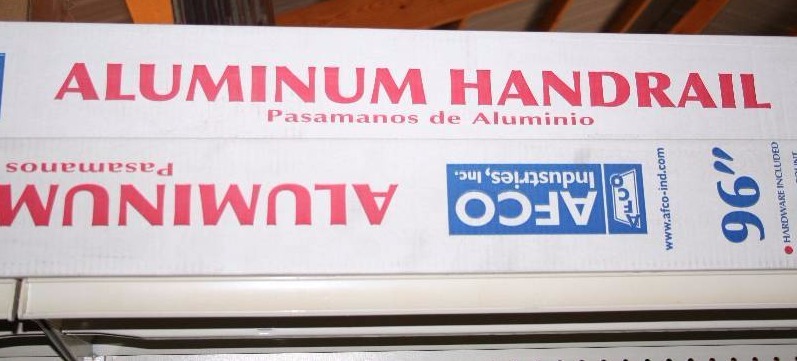 ALUMINUM HANDRAIL
Pasamanos de Aluminio
ALUMINUM
Pasamanos
AFCO
Industries, Inc.
www.afco-ind.com
96"
HARDWARE INCLUDED